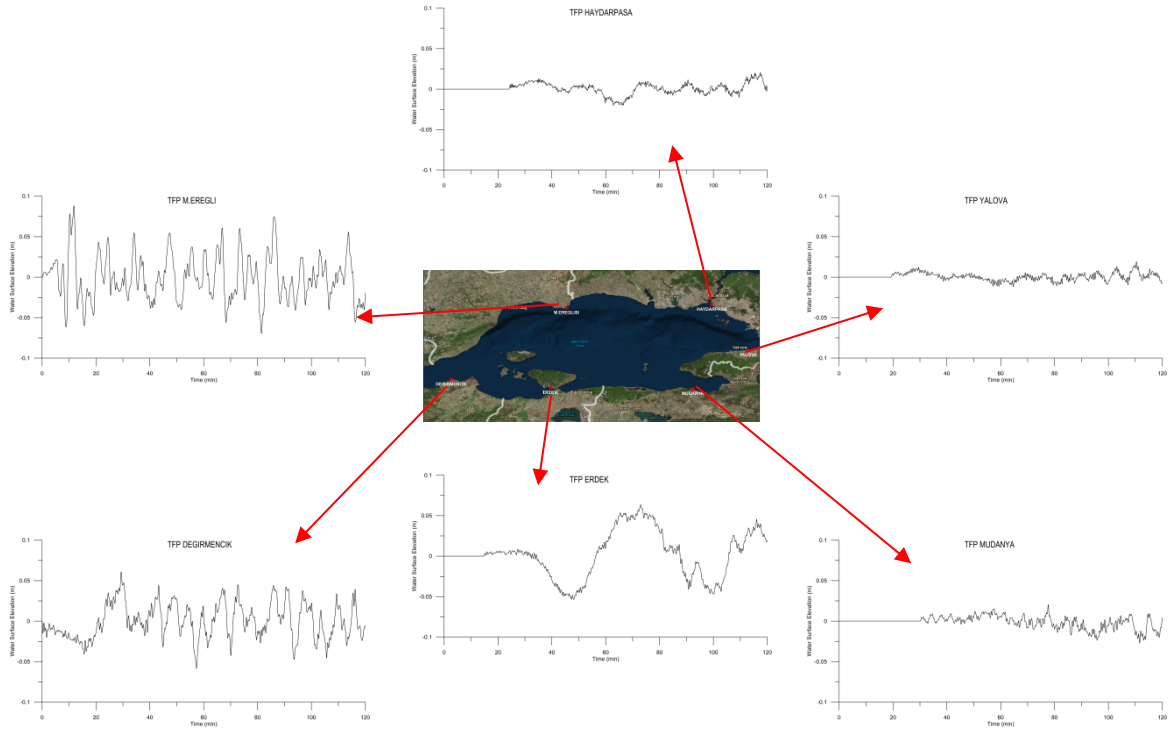 TFP HAYDARPASA
0.1
0.05
0
-0.05
-0.1
Water Surface Elevation (m)
0 20 40 60 80 100 120
Time (min)
TFP M.EREGLI
0.1
0.05
0
-0.05
-0.1
Water Surface Elevation (m)
0 20 40 60 80 100 120
Time (min)
M.EREGLISI
HAYDARPASA
YALOVA
DEGIRMENCIK
ERDEK
MUDANYA
TFP YALOVA
0.1
0.05
0
-0.05
-0.1
Water Surface Elevation (m)
0 20 40 60 80 100 120
Time (min)
TFP DEGIRMENCIK
0.1
0.05
0
-0.05
-0.1
Water Surface Elevation (m)
0 20 40 60 80 100 120
Time (min)
TFP ERDEK
0.1
0.05
0
-0.05
-0.1
Water Surface Elevation (m)
0 20 40 60 80 100 120
Time (min)
TFP MUDANYA
0.1
0.05
0
-0.05
-0.1
Water Surface Elevation (m)
0 20 40 60 80 100 120
Time (min)